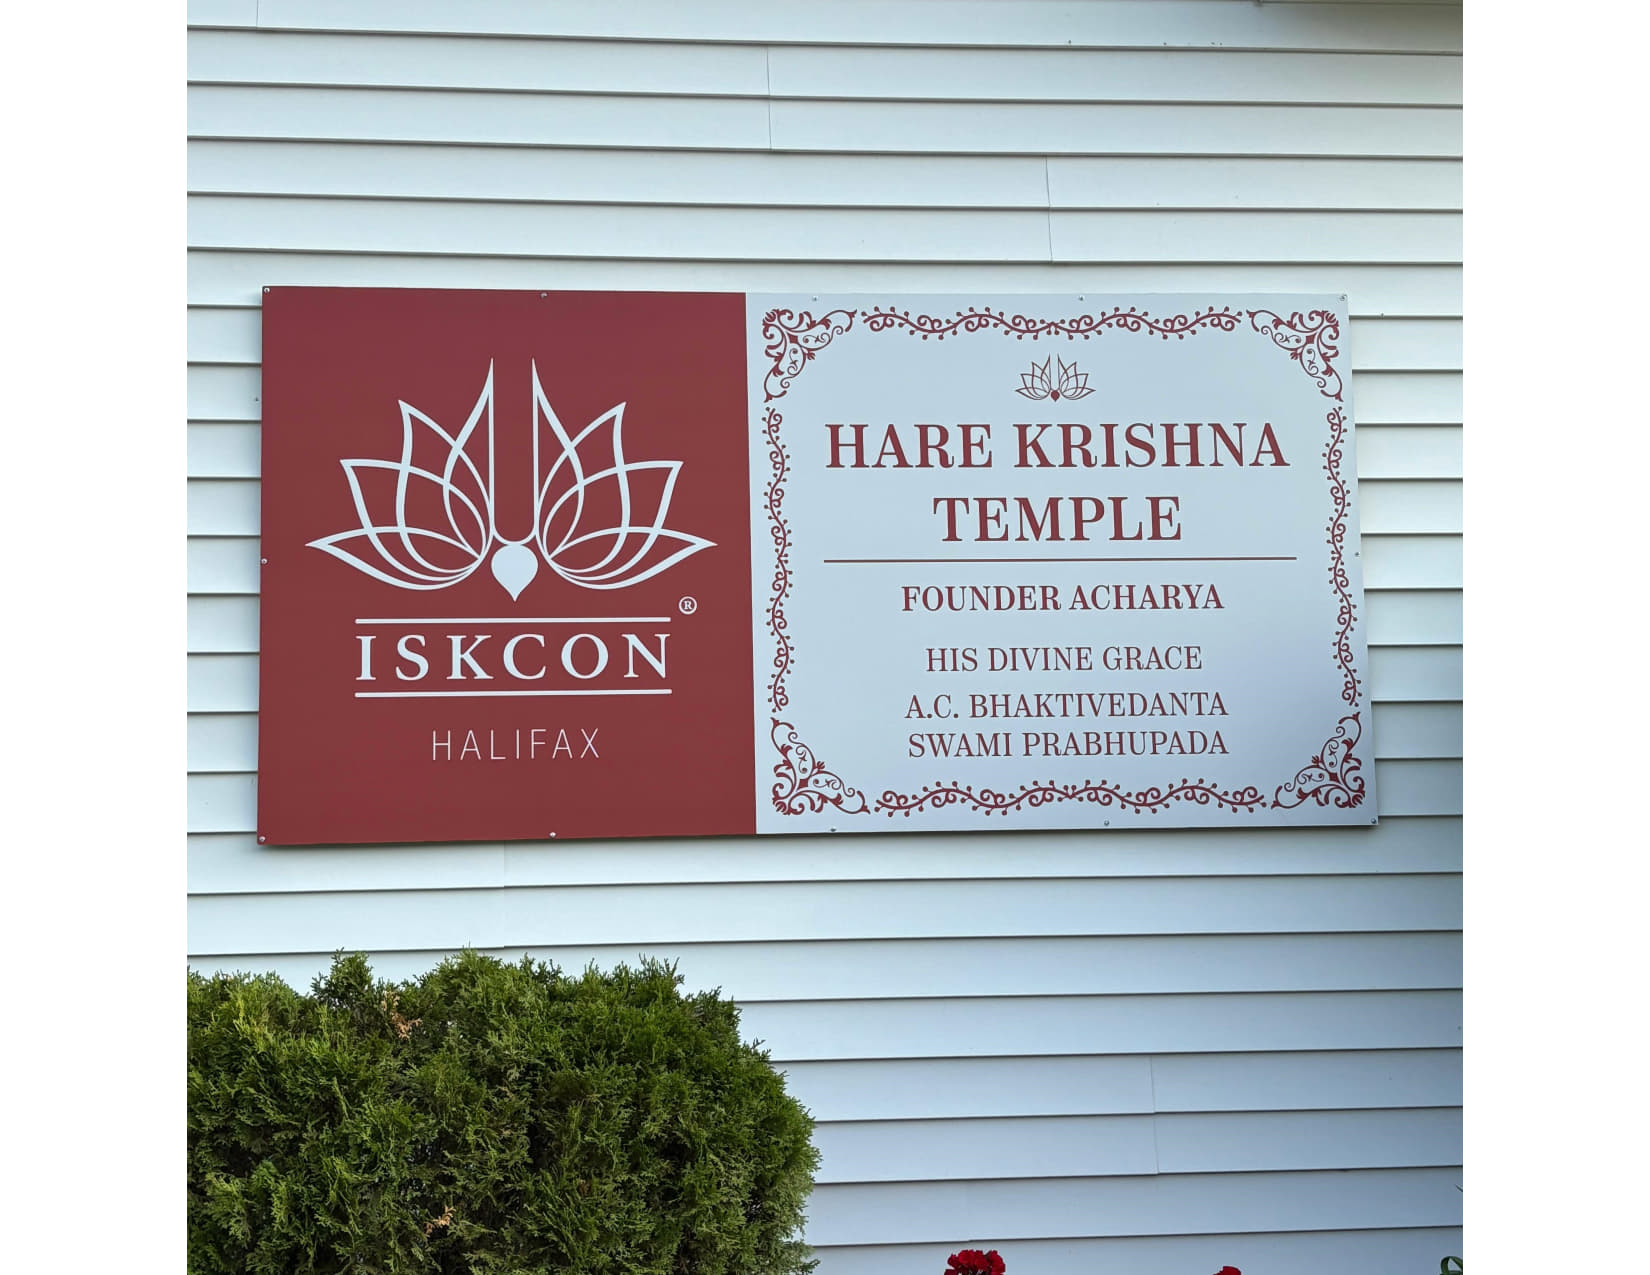 ISKCON®
HALIFAX
HARE KRISHNA
TEMPLE
FOUNDER ACHARYA
HIS DIVINE GRACE
A.C. BHAKTIVEDANTA
SWAMI PRABHUPADA